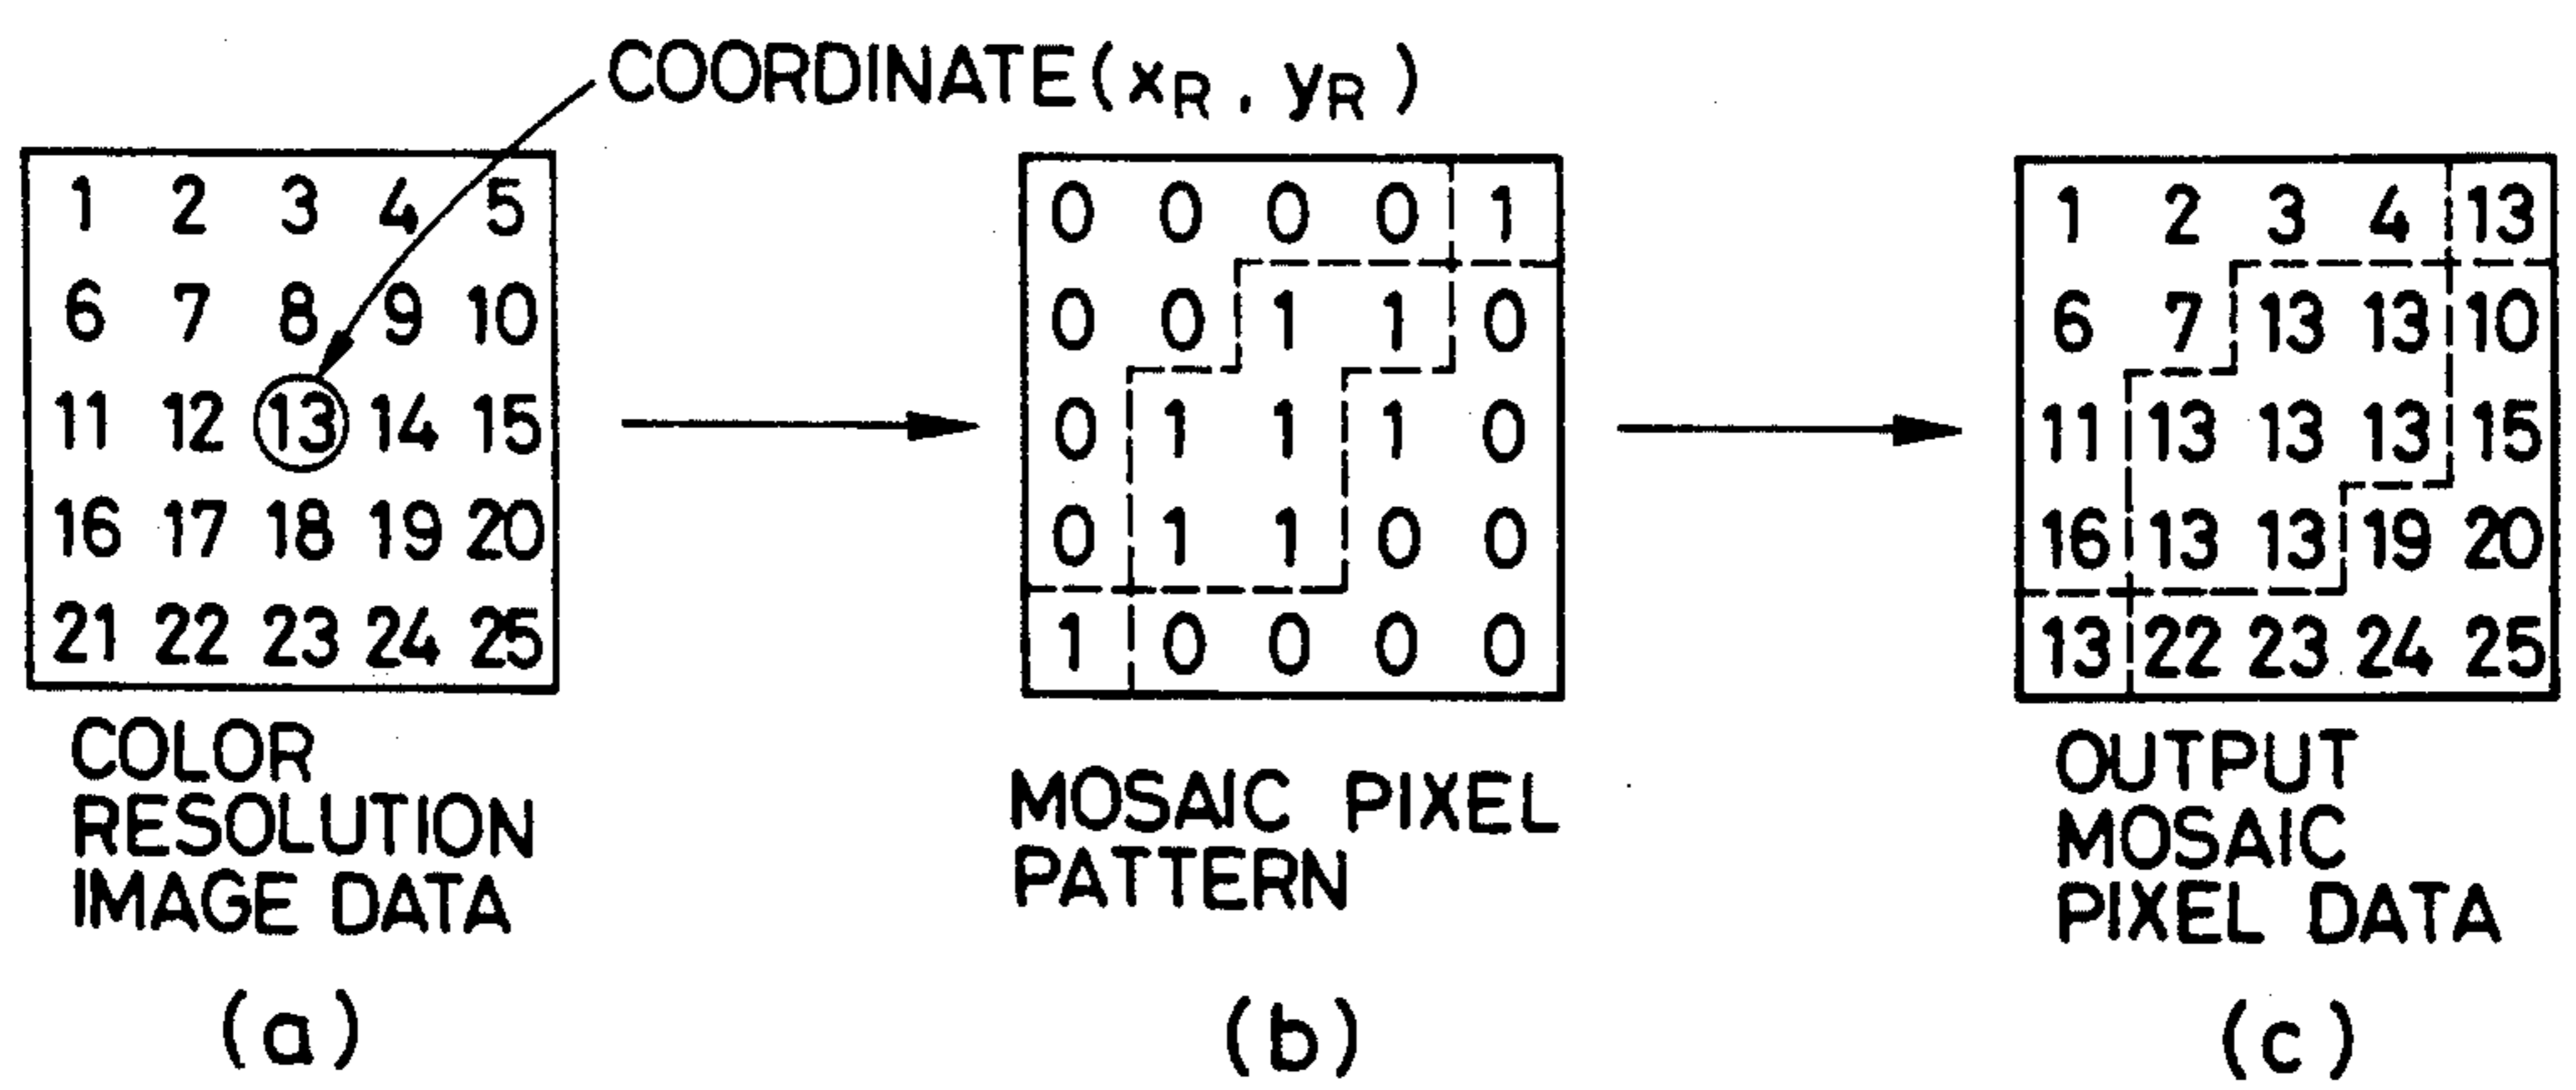 COORDINATE (xR, yR)
1 2 3 4 5
6 7 8 9 10
11 12 13 14 15
16 17 18 19 20
21 22 23 24 25
COLOR
RESOLUTION
IMAGE DATA
(a)
0 0 0 0 1
0 0 1 1 0
0 1 1 1 0
0 1 1 0 0
1 0 0 0 0
MOSAIC PIXEL
PATTERN
(b)
1 2 3 4 13
6 7 13 13 10
11 13 13 13 15
16 13 13 19 20
13 22 23 24 25
OUTPUT
MOSAIC
PIXEL DATA
(c)